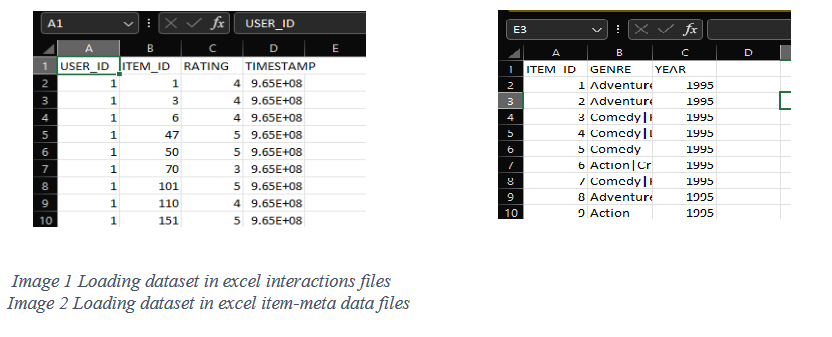 A1 fx USER_ID
A B C D E
1 USER_ID ITEM_ID RATING TIMESTAMP
2 1 1 4 9.65E+08
3 1 3 4 9.65E+08
4 1 6 4 9.65E+08
5 1 47 5 9.65E+08
6 1 50 5 9.65E+08
7 1 70 3 9.65E+08
8 1 101 5 9.65E+08
9 1 110 4 9.65E+08
10 1 151 5 9.65E+08
E3 fx
A B C D
1 ITEM_ID GENRE YEAR
2 1 Adventure 1995
3 2 Adventure 1995
4 3 Comedy| 1995
5 4 Comedy| 1995
6 5 Comedy 1995
7 6 Action|Cr 1995
8 7 Comedy| 1995
9 8 Adventure 1995
10 9 Action 1995
Image 1 Loading dataset in excel interactions files
Image 2 Loading dataset in excel item-meta data files